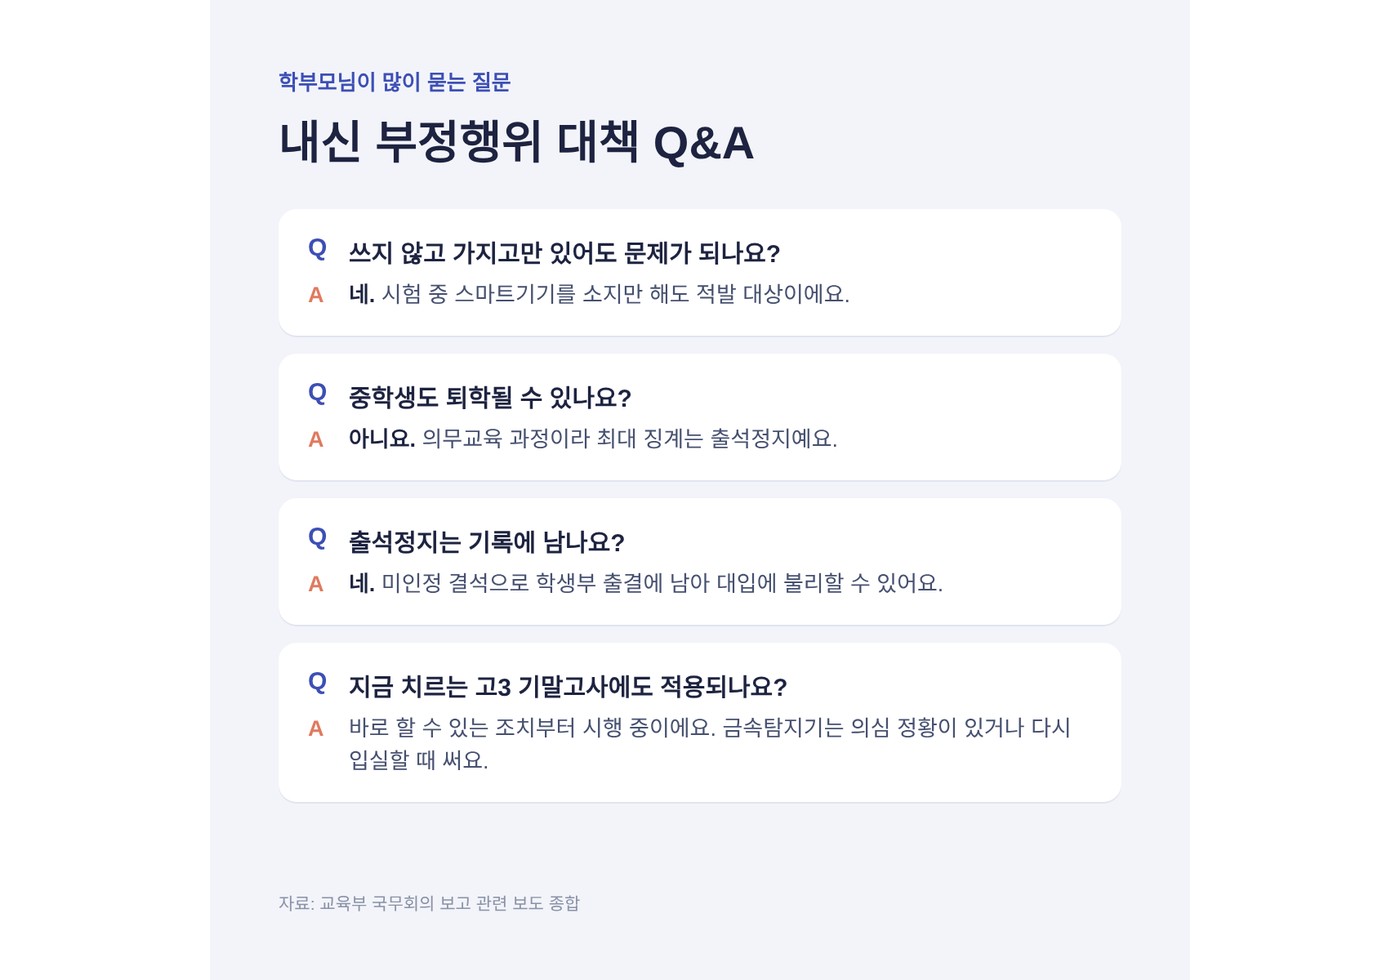 학부모님이 많이 묻는 질문
내신 부정행위 대책 Q&A
Q 쓰지 않고 가지고만 있어도 문제가 되나요?
A 네. 시험 중 스마트기기를 소지만 해도 적발 대상이에요.
Q 중학생도 퇴학될 수 있나요?
A 아니요. 의무교육 과정이라 최대 징계는 출석정지예요.
Q 출석정지는 기록에 남나요?
A 네. 미인정 결석으로 학생부 출결에 남아 대입에 불리할 수 있어요.
Q 지금 치르는 고3 기말고사에도 적용되나요?
A 바로 할 수 있는 조치부터 시행 중이에요. 금속탐지기는 의심 정황이 있거나 다시
입실할 때 써요.
자료: 교육부 국무회의 보고 관련 보도 종합